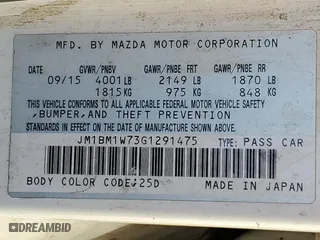 MFD. BY MAZDA MOTOR CORPORATION
DATE GVWR/PNBV GAWR/PNBE FRT GAWR/PNBE RR
09/15 4001LB 2149 LB 1870 LB
1815KG 975 KG 848 KG
THIS VEHICLE CONFORMS TO ALL APPLICABLE FEDERAL MOTOR VEHICLE SAFETY
,BUMPER,AND THEFT PREVENTION
STANDARDS IN EFFECT ON THE DATE OF MANUFACTURE SHOWN ABOVE.
JM1BM1W73G1291475 TYPE: PASS CAR
BODY COLOR CODE:25D MADE IN JAPAN
© DREAMBID